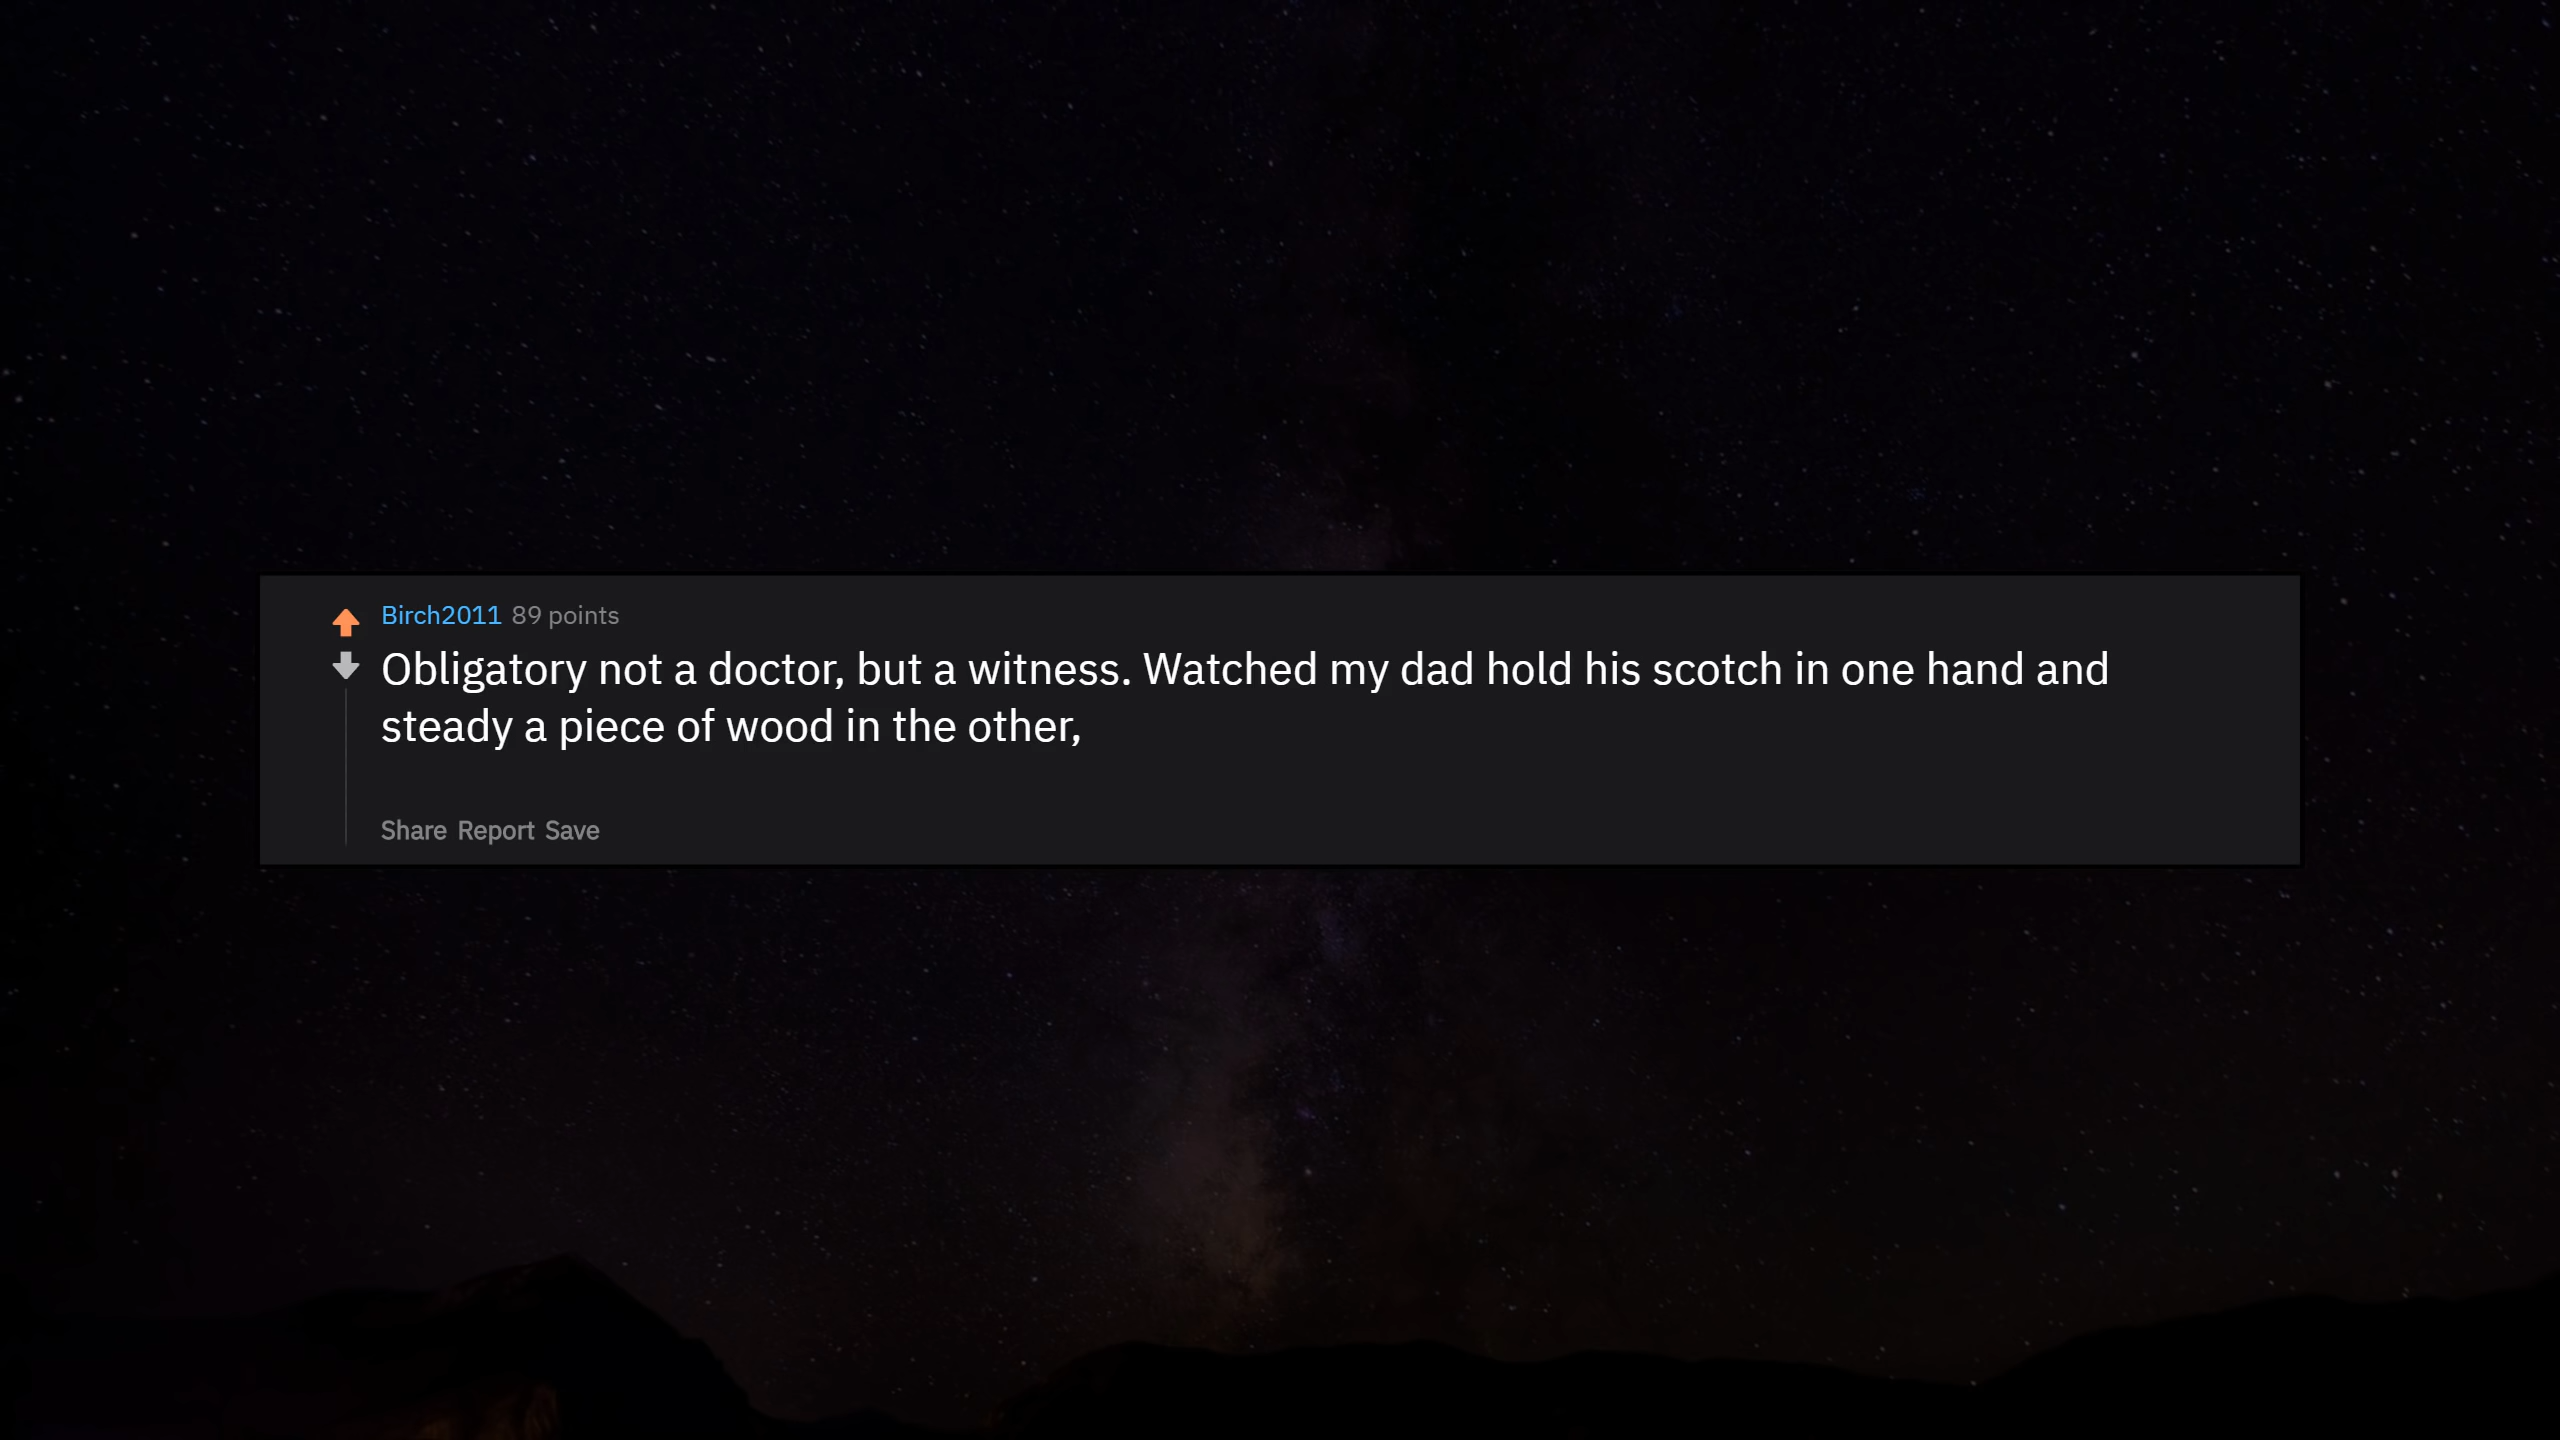 Birch2011 89 points
Obligatory not a doctor, but a witness. Watched my dad hold his scotch in one hand and
steady a piece of wood in the other,
Share Report Save